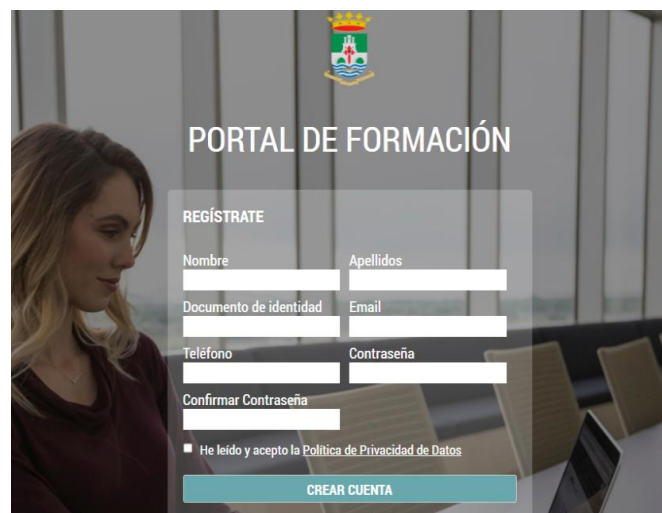 PORTAL DE FORMACIÓN
REGÍSTRATE
Nombre Apellidos
Documento de identidad Email
Teléfono Contraseña
Confirmar Contraseña
He leído y acepto la Política de Privacidad de Datos
CREAR CUENTA